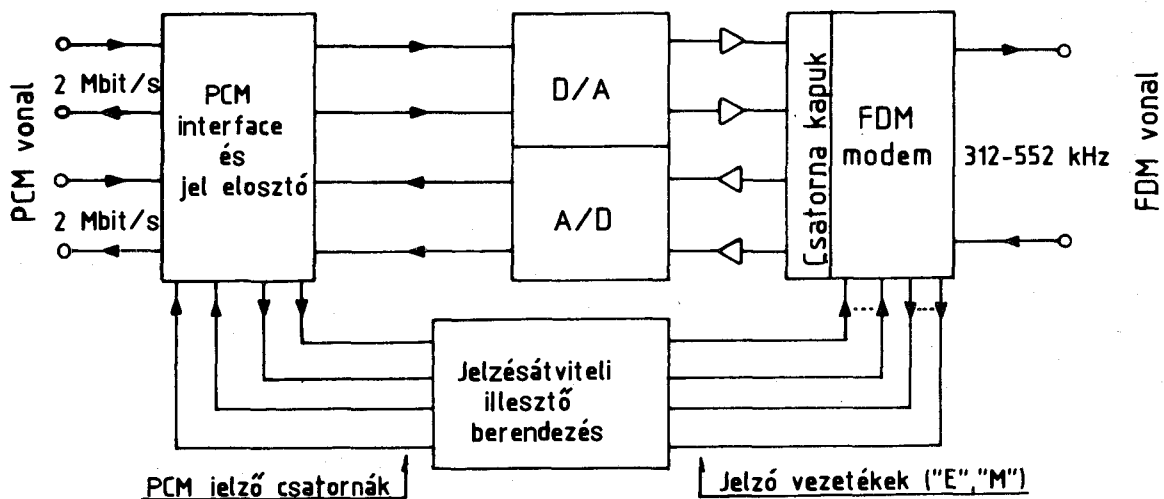 PCM vonal
2 Mbit/s
2 Mbit/s
PCM
interface
és
jel elosztó
D/A
A/D
Csatorna kapuk
FDM
modem
312-552 kHz
FDM vonal
Jelzésátviteli
illesztő
berendezés
PCM jelző csatornák
Jelző vezetékek ("E","M")